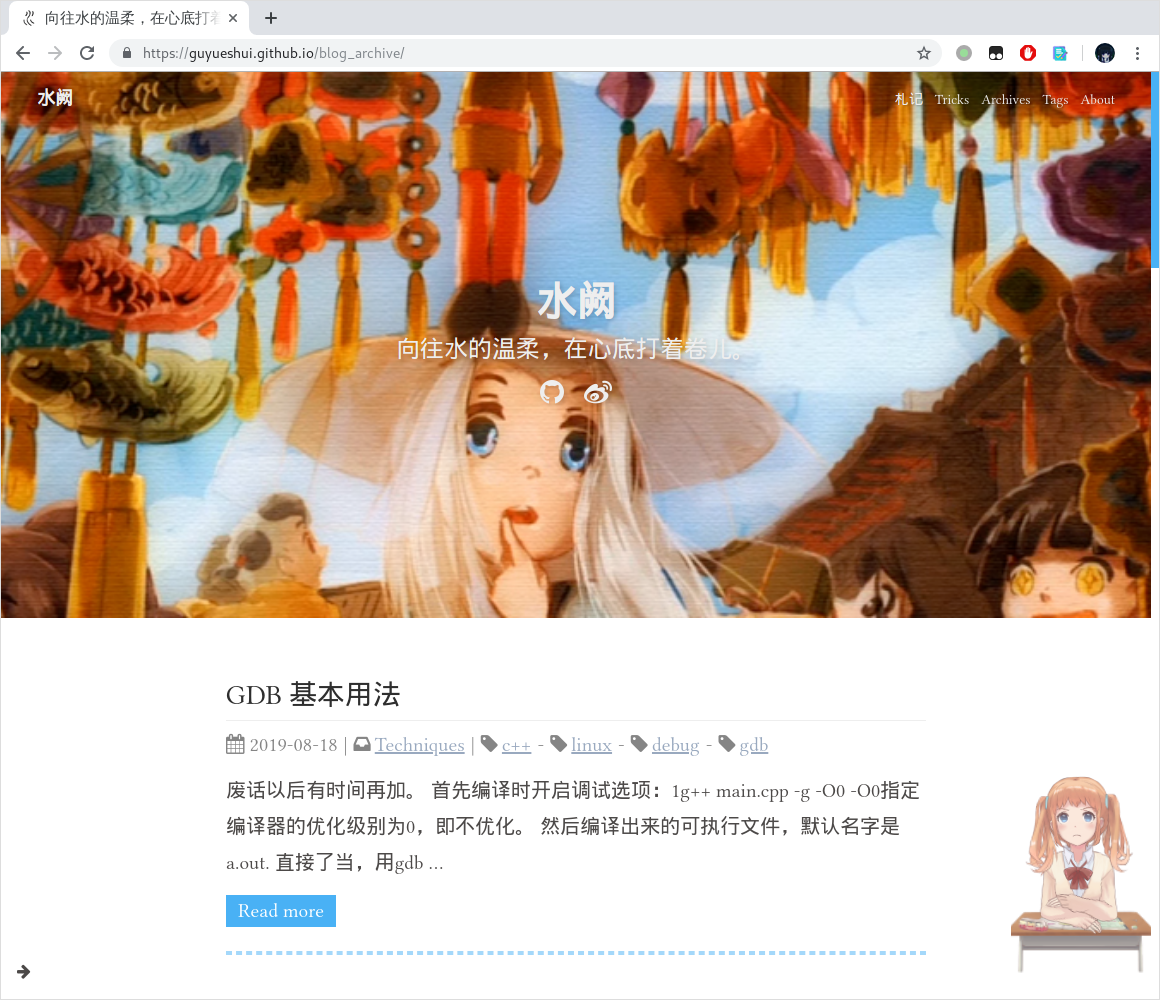 向往水的温柔，在心底打着
https://guyueshui.github.io/blog_archive/
水阙
札记 Tricks Archives Tags About
水阙
向往水的温柔，在心底打着卷儿。
GDB 基本用法
2019-08-18 | Techniques | c++ - linux - debug - gdb
废话以后有时间再加。 首先编译时开启调试选项：1g++ main.cpp -g -O0 -O0指定
编译器的优化级别为0，即不优化。 然后编译出来的可执行文件，默认名字是
a.out. 直接了当，用gdb ...
Read more